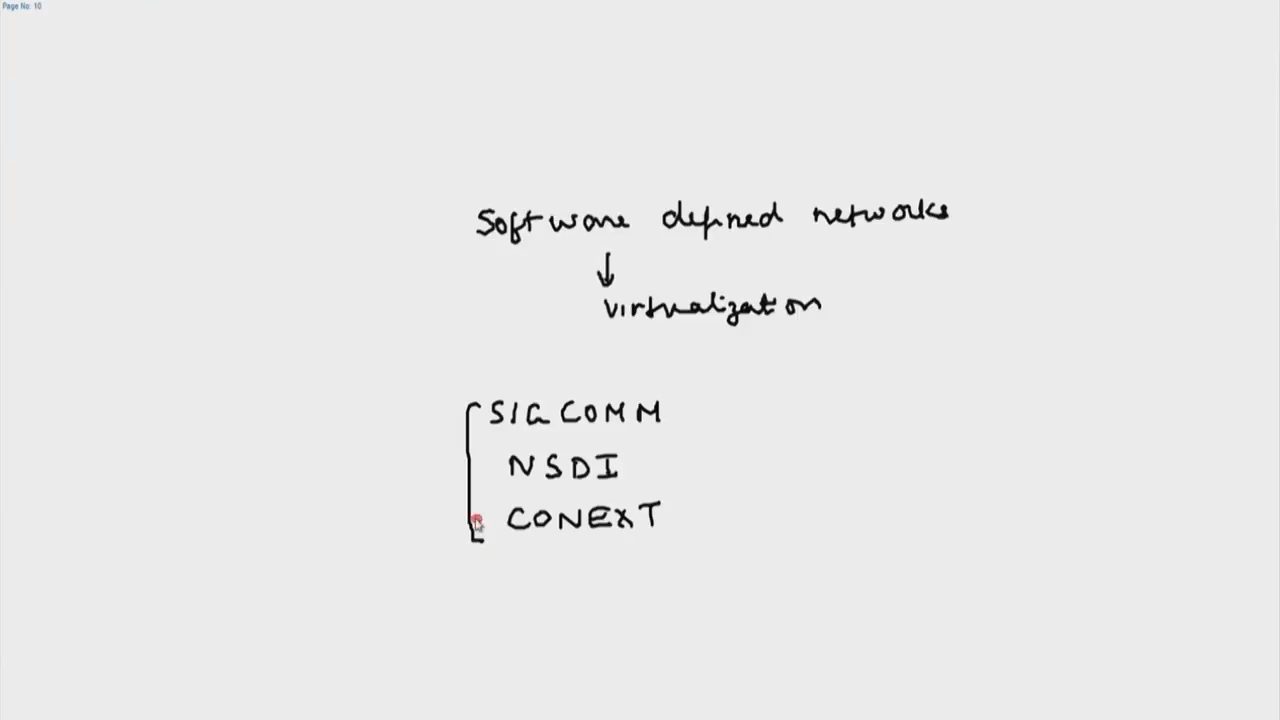 Page No: 10
Software defined networks
↓
virtualization
SIGCOMM
NSDI
CONEXT